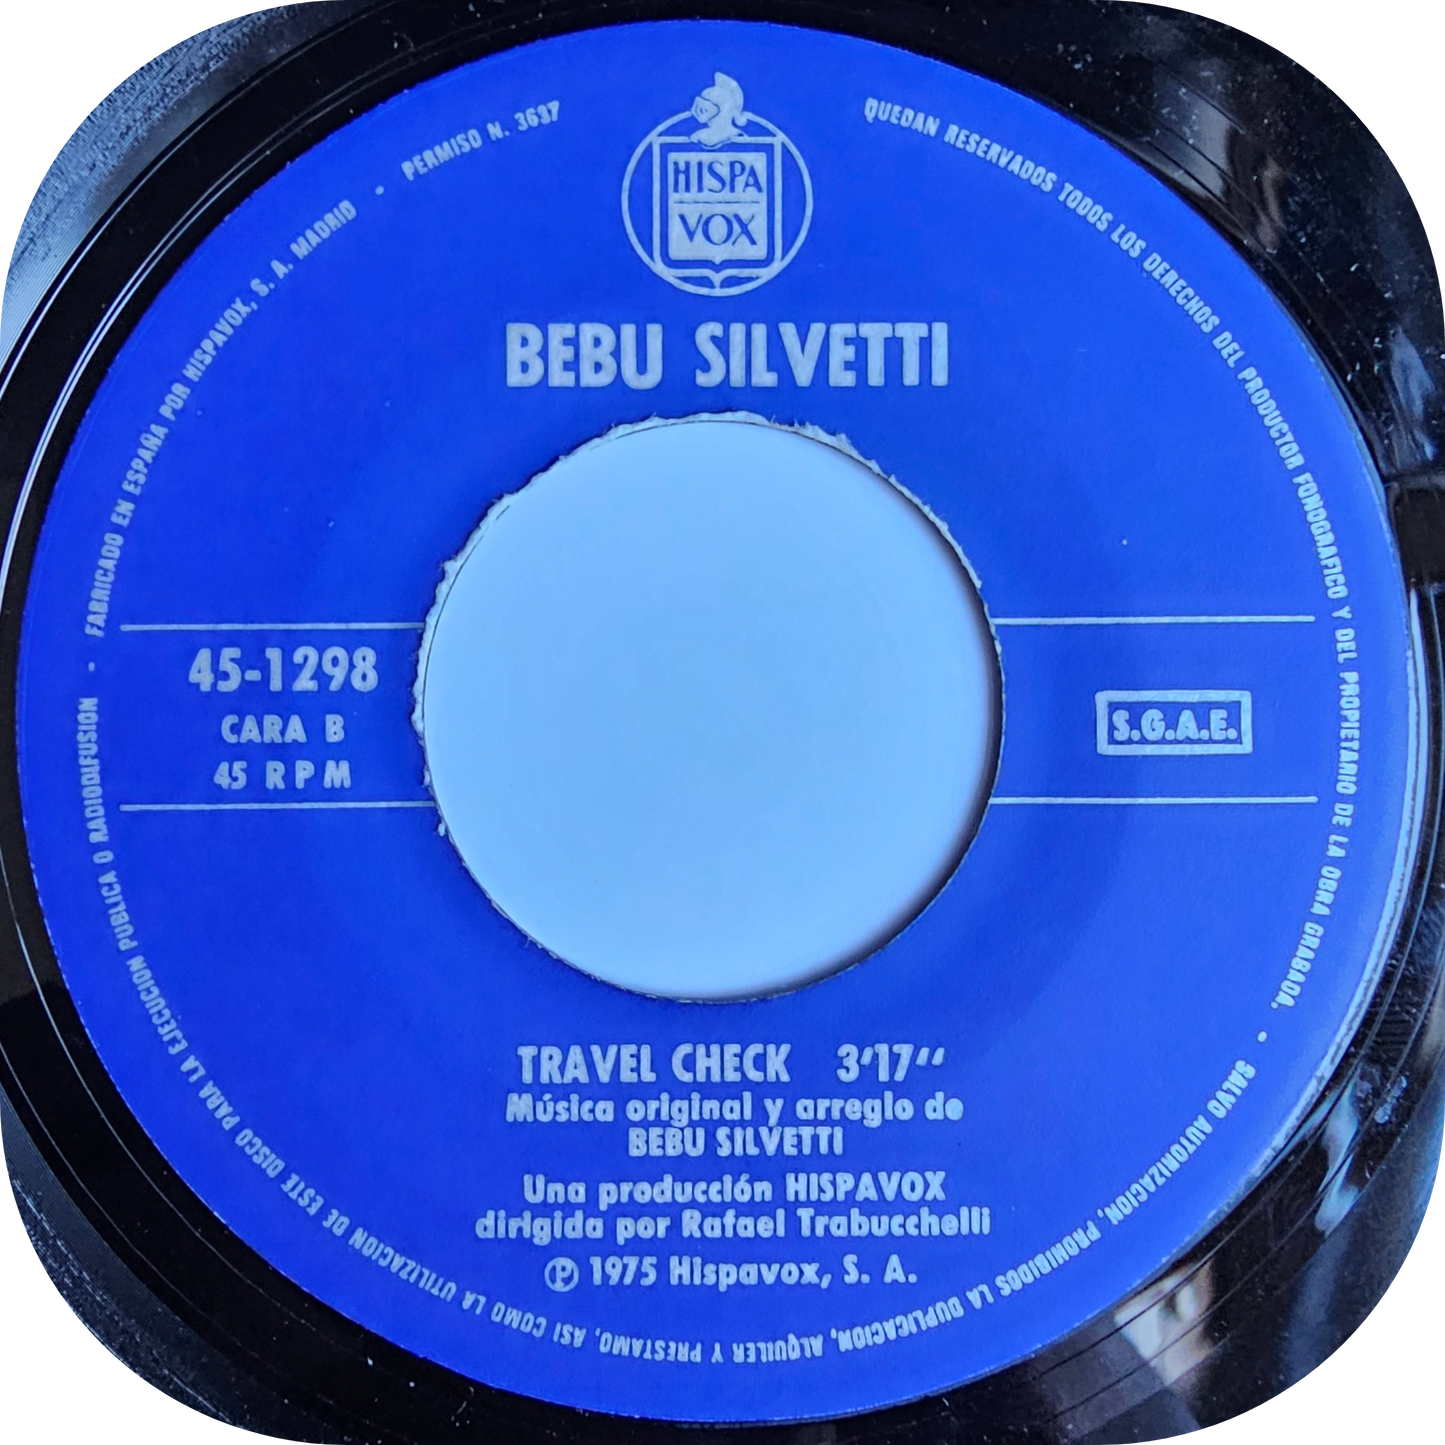 HISPA
VOX
BEBU SILVETTI
45-1298
CARA B
45 RPM
S.G.A.E.
TRAVEL CHECK 3'17''
Música original y arreglo de
BEBU SILVETTI
Una producción HISPAVOX
dirigida por Rafael Trabucchelli
Ⓟ 1975 Hispavox, S. A.
FABRICADO EN ESPAÑA POR HISPAVOX, S. A. MADRID • PERMISO N. 3637
QUEDAN RESERVADOS TODOS LOS DERECHOS DEL PRODUCTOR FONOGRAFICO Y DEL PROPIETARIO DE LA OBRA GRABADA. • SALVO AUTORIZACION, PROHIBIDOS LA DUPLICACION, ALQUILER Y PRESTAMO, ASI COMO LA UTILIZACION DE ESTE DISCO PARA LA EJECUCION PUBLICA O RADIODIFUSION •